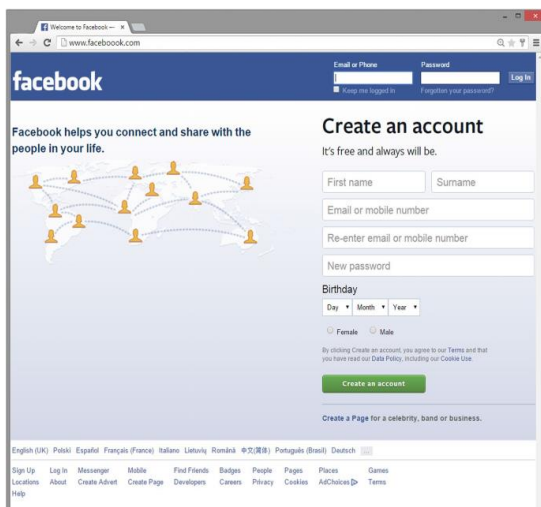 Welcome to Facebook —
www.faceboook.com
facebook
Email or Phone Password
Log In
Keep me logged in Forgotten your password?
Facebook helps you connect and share with the
people in your life.
Create an account
It's free and always will be.
First name Surname
Email or mobile number
Re-enter email or mobile number
New password
Birthday
Day Month Year
Female Male
By clicking Create an account, you agree to our Terms and that
you have read our Data Policy, including our Cookie Use.
Create an account
Create a Page for a celebrity, band or business.
English (UK) Polski Español Français (France) Italiano Lietuvių Română 中文(简体) Português (Brasil) Deutsch ...
Sign Up Log In Messenger Mobile Find Friends Badges People Pages Places Games
Locations About Create Advert Create Page Developers Careers Privacy Cookies AdChoices Terms
Help